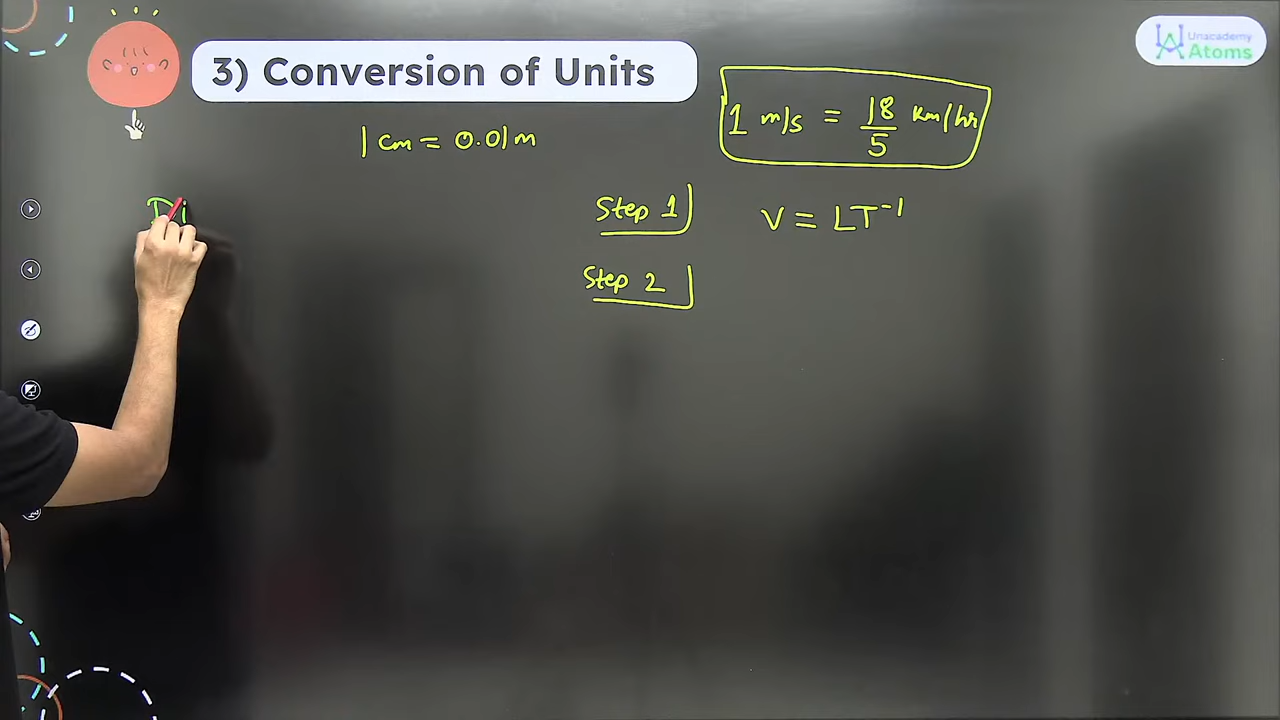 Unacademy
Atoms
3) Conversion of Units
1 m/s = 18/5 km/hr
1 cm = 0.01 m
Di
Step 1 V = LT⁻¹
Step 2